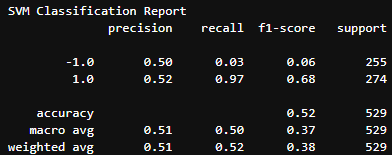 SVM Classification Report
precision recall f1-score support
-1.0 0.50 0.03 0.06 255
1.0 0.52 0.97 0.68 274
accuracy 0.52 529
macro avg 0.51 0.50 0.37 529
weighted avg 0.51 0.52 0.38 529